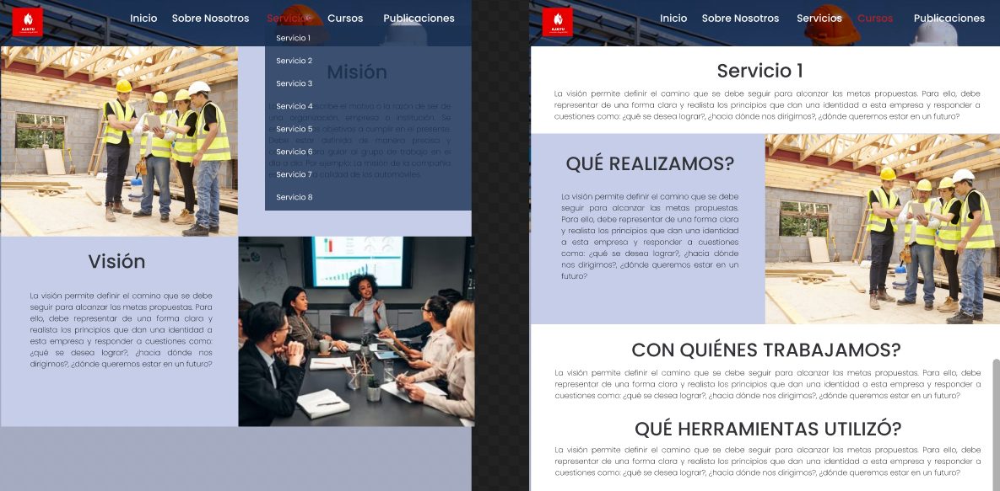 AJAYU
Inicio Sobre Nosotros Servicios Cursos Publicaciones
Servicio 1
Servicio 2
Servicio 3
Servicio 4
Servicio 5
Servicio 6
Servicio 7
Servicio 8
Misión
scribe el motivo o la razón de ser de
una organización, empresa o institución. Se
objetivos a cumplir en el presente.
Debe estar definida de manera precisa y
guiar al grupo de trabajo en el
día a día. Por ejemplo la misión de la compañía
calidad de los automóviles.
Visión
La visión permite definir el camino que se debe
seguir para alcanzar las metas propuestas. Para
ello, debe representar de una forma clara y
realista los principios que dan una identidad a
esta empresa y responder a cuestiones como:
¿qué se desea lograr?, ¿hacia dónde nos
dirigimos?, ¿dónde queremos estar en un futuro?
AJAYU
Inicio Sobre Nosotros Servicios Cursos Publicaciones
Servicio 1
La visión permite definir el camino que se debe seguir para alcanzar las metas propuestas. Para ello, debe
representar de una forma clara y realista los principios que dan una identidad a esta empresa y responder a
cuestiones como: ¿qué se desea lograr?, ¿hacia dónde nos dirigimos?, ¿dónde queremos estar en un futuro?
QUÉ REALIZAMOS?
La visión permite definir el camino que se debe
seguir para alcanzar las metas propuestas.
Para ello, debe representar de una forma clara
y realista los principios que dan una identidad
a esta empresa y responder a cuestiones
como: ¿qué se desea lograr?, ¿hacia dónde
nos dirigimos?, ¿dónde queremos estar en un
futuro?
CON QUIÉNES TRABAJAMOS?
La visión permite definir el camino que se debe seguir para alcanzar las metas propuestas. Para ello, debe
representar de una forma clara y realista los principios que dan una identidad a esta empresa y responder a
cuestiones como: ¿qué se desea lograr?, ¿hacia dónde nos dirigimos?, ¿dónde queremos estar en un futuro?
QUÉ HERRAMIENTAS UTILIZÓ?
La visión permite definir el camino que se debe seguir para alcanzar las metas propuestas. Para ello, debe
representar de una forma clara y realista los principios que dan una identidad a esta empresa y responder a
cuestiones como: ¿qué se desea lograr?, ¿hacia dónde nos dirigimos?, ¿dónde queremos estar en un futuro?